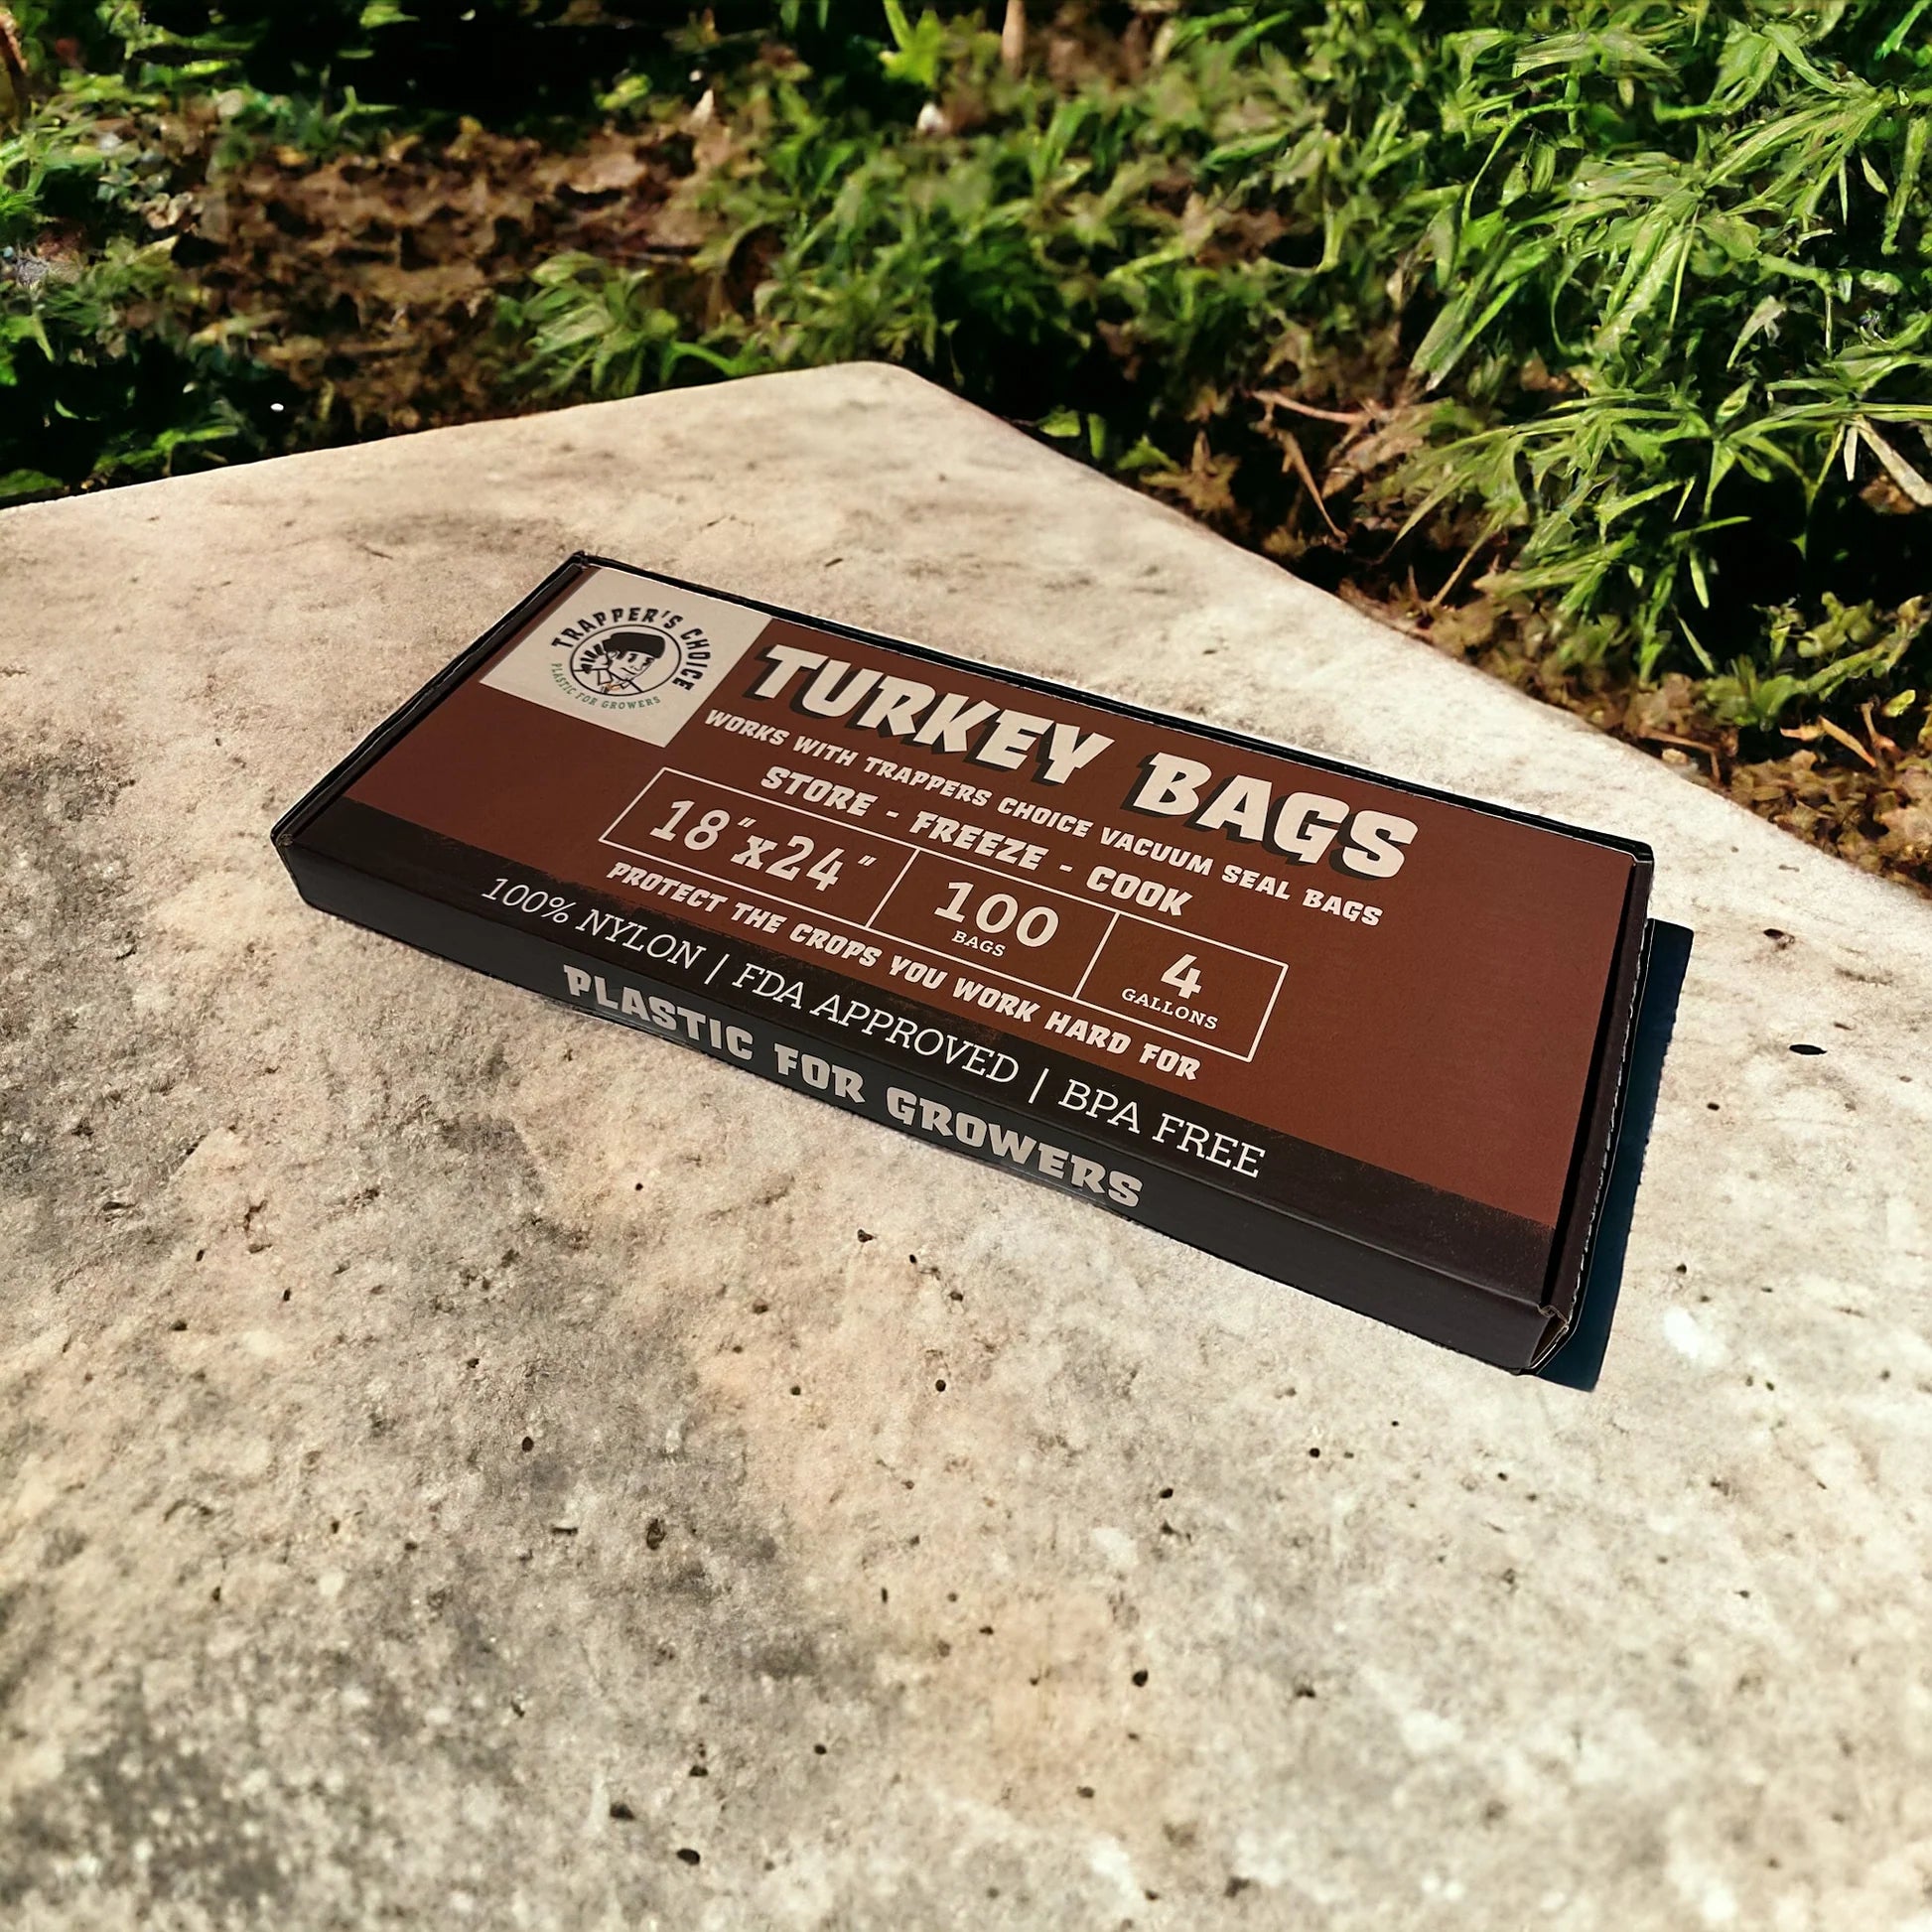 TRAPPER'S CHOICE
PLASTIC FOR GROWERS
TURKEY BAGS
WORKS WITH TRAPPERS CHOICE VACUUM SEAL BAGS
STORE - FREEZE - COOK
18"x24"
100
BAGS
4
GALLONS
PROTECT THE CROPS YOU WORK HARD FOR
100% NYLON | FDA APPROVED | BPA FREE
PLASTIC FOR GROWERS